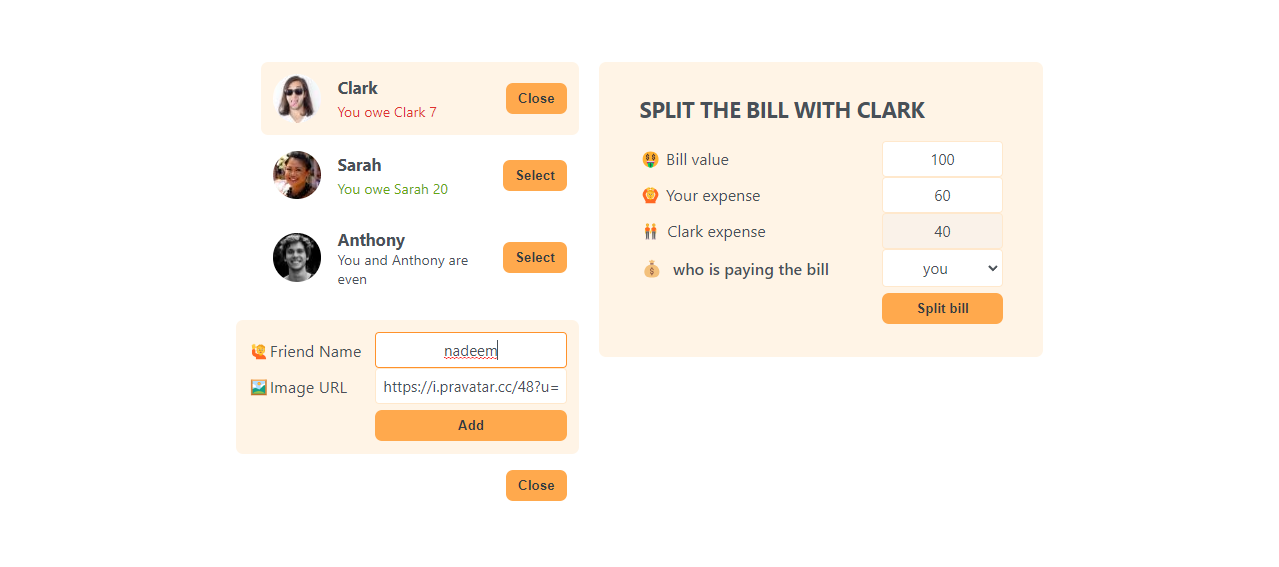 Clark
You owe Clark 7
Close
Sarah
You owe Sarah 20
Select
Anthony
You and Anthony are
even
Select
Friend Name
nadeem
Image URL
https://i.pravatar.cc/48?u=
Add
Close
SPLIT THE BILL WITH CLARK
Bill value
100
Your expense
60
Clark expense
40
who is paying the bill
you
Split bill